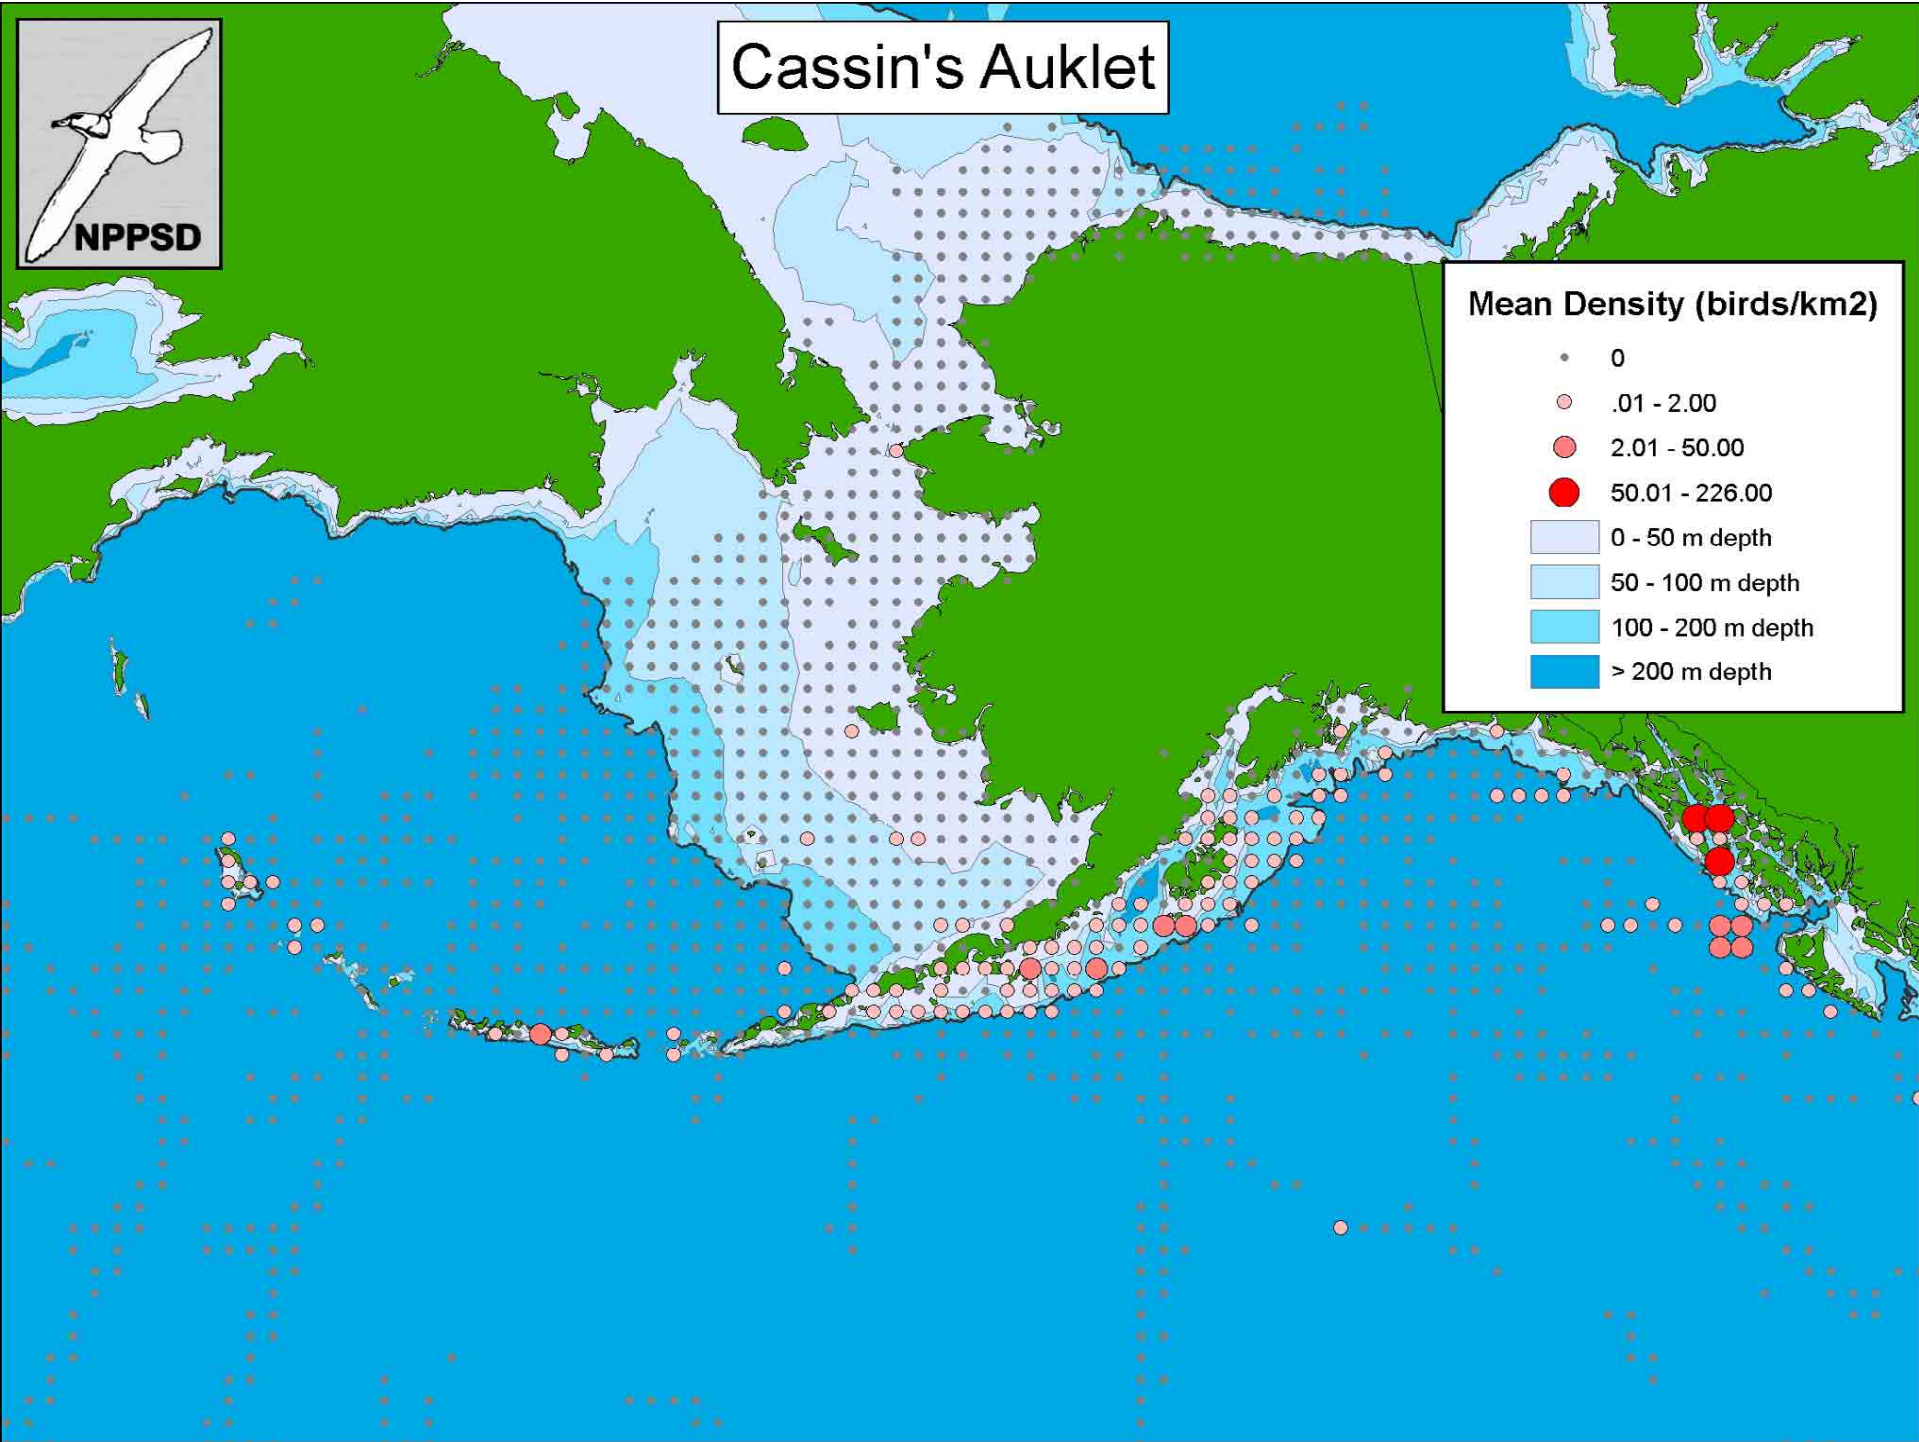 Cassin's Auklet
NPPSD
Mean Density (birds/km2)
0
.01 - 2.00
2.01 - 50.00
50.01 - 226.00
0 - 50 m depth
50 - 100 m depth
100 - 200 m depth
> 200 m depth